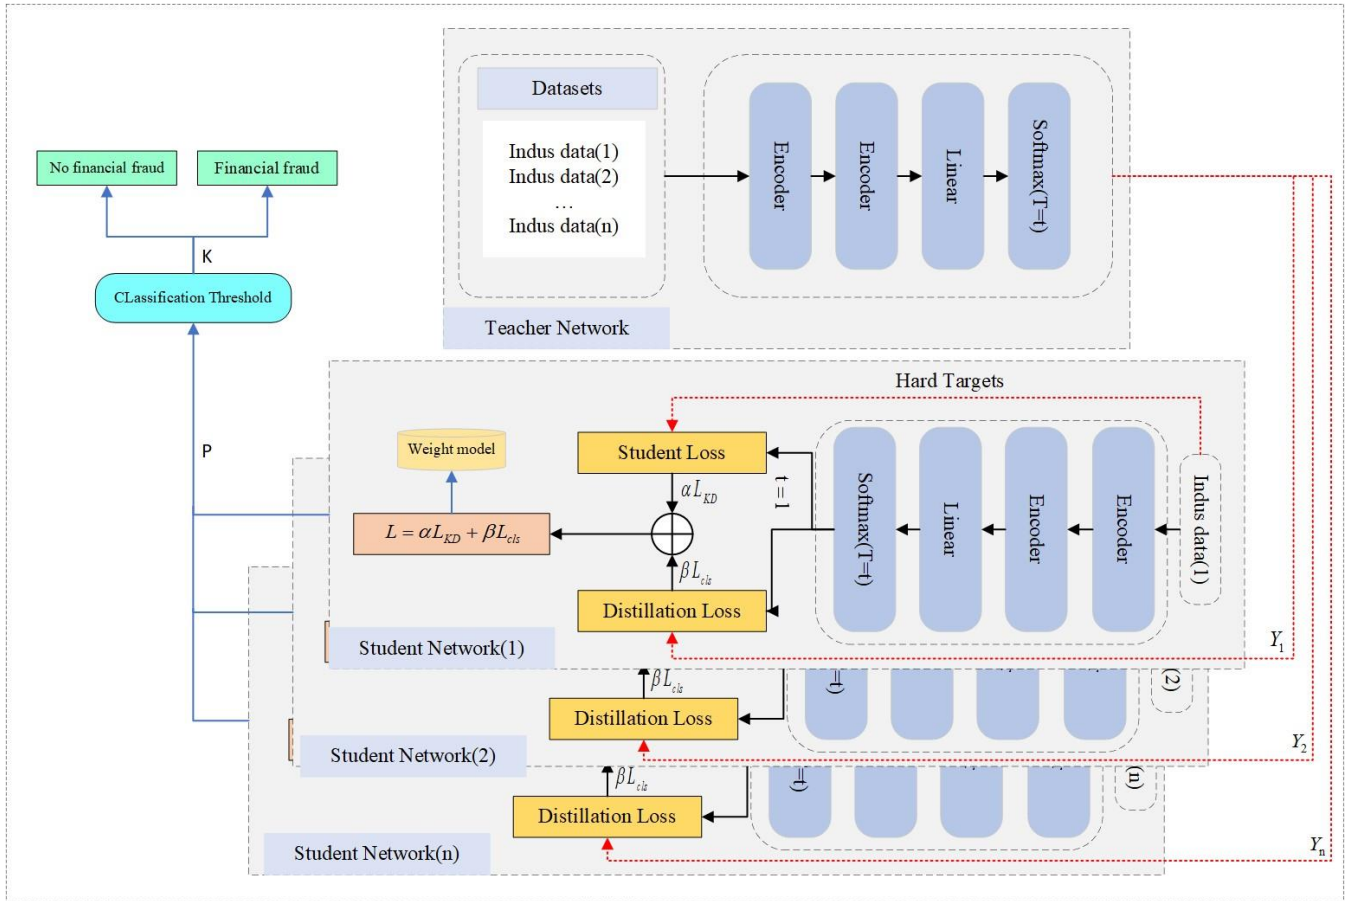 Datasets
Indus data(1)
Indus data(2)
...
Indus data(n)
Encoder
Encoder
Linear
Softmax(T=t)
Teacher Network
No financial fraud
Financial fraud
K
CLassification Threshold
P
Hard Targets
Weight model
Student Loss
αL_KD
t = 1
L = αL_KD + βL_cls
βL_cls
Distillation Loss
Softmax(T=t)
Linear
Encoder
Encoder
Indus data(1)
Student Network(1)
Y_1
βL_cls
Distillation Loss
=t)
(2)
Student Network(2)
Y_2
βL_cls
Distillation Loss
=t)
(n)
Student Network(n)
Y_n